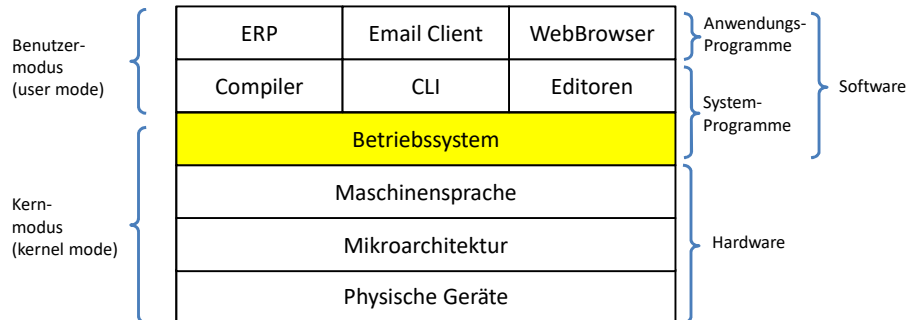 Benutzer-
modus
(user mode)
ERP
Email Client
WebBrowser
Anwendungs-
Programme
Compiler
CLI
Editoren
System-
Programme
Software
Betriebssystem
Kern-
modus
(kernel mode)
Maschinensprache
Mikroarchitektur
Physische Geräte
Hardware